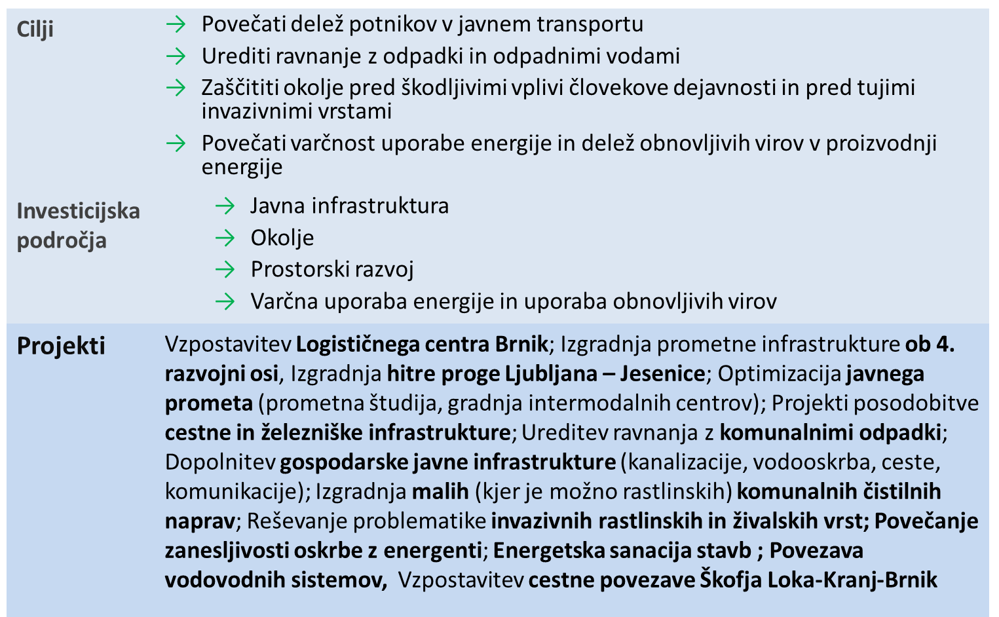 Cilji
→ Povečati delež potnikov v javnem transportu
→ Urediti ravnanje z odpadki in odpadnimi vodami
→ Zaščititi okolje pred škodljivimi vplivi človekove dejavnosti in pred tujimi
invazivnimi vrstami
→ Povečati varčnost uporabe energije in delež obnovljivih virov v proizvodnji
energije
Investicijska
področja
→ Javna infrastruktura
→ Okolje
→ Prostorski razvoj
→ Varčna uporaba energije in uporaba obnovljivih virov
Projekti
Vzpostavitev Logističnega centra Brnik; Izgradnja prometne infrastrukture ob 4.
razvojni osi, Izgradnja hitre proge Ljubljana – Jesenice; Optimizacija javnega
prometa (prometna študija, gradnja intermodalnih centrov); Projekti posodobitve
cestne in železniške infrastrukture; Ureditev ravnanja z komunalnimi odpadki;
Dopolnitev gospodarske javne infrastrukture (kanalizacije, vodooskrba, ceste,
komunikacije); Izgradnja malih (kjer je možno rastlinskih) komunalnih čistilnih
naprav; Reševanje problematike invazivnih rastlinskih in živalskih vrst; Povečanje
zanesljivosti oskrbe z energenti; Energetska sanacija stavb ; Povezava
vodovodnih sistemov, Vzpostavitev cestne povezave Škofja Loka-Kranj-Brnik